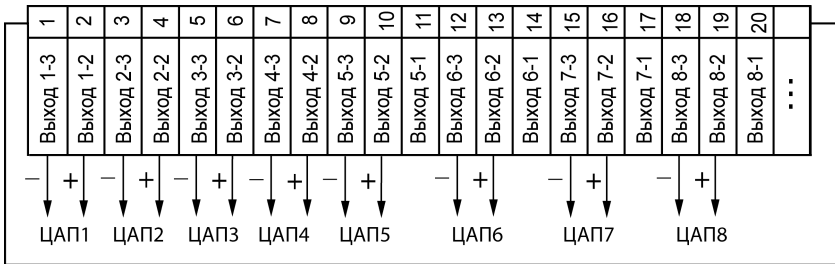 1 2 3 4 5 6 7 8 9 10 11 12 13 14 15 16 17 18 19 20
Выход 1-3 Выход 1-2 Выход 2-3 Выход 2-2 Выход 3-3 Выход 3-2 Выход 4-3 Выход 4-2 Выход 5-3 Выход 5-2 Выход 5-1 Выход 6-3 Выход 6-2 Выход 6-1 Выход 7-3 Выход 7-2 Выход 7-1 Выход 8-3 Выход 8-2 Выход 8-1 ...
− + − + − + − + − + − + − + − +
ЦАП1 ЦАП2 ЦАП3 ЦАП4 ЦАП5 ЦАП6 ЦАП7 ЦАП8